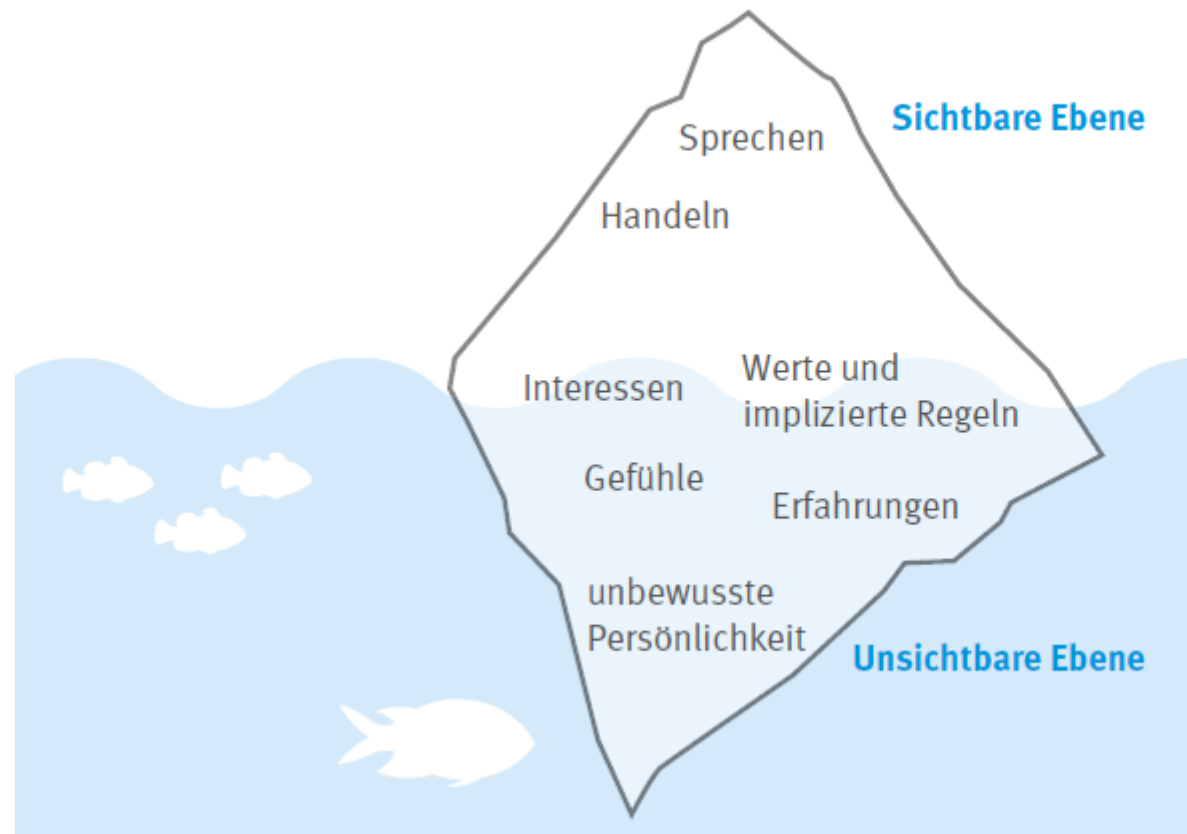 Sichtbare Ebene
Sprechen
Handeln
Interessen
Werte und
implizierte Regeln
Gefühle
Erfahrungen
unbewusste
Persönlichkeit
Unsichtbare Ebene